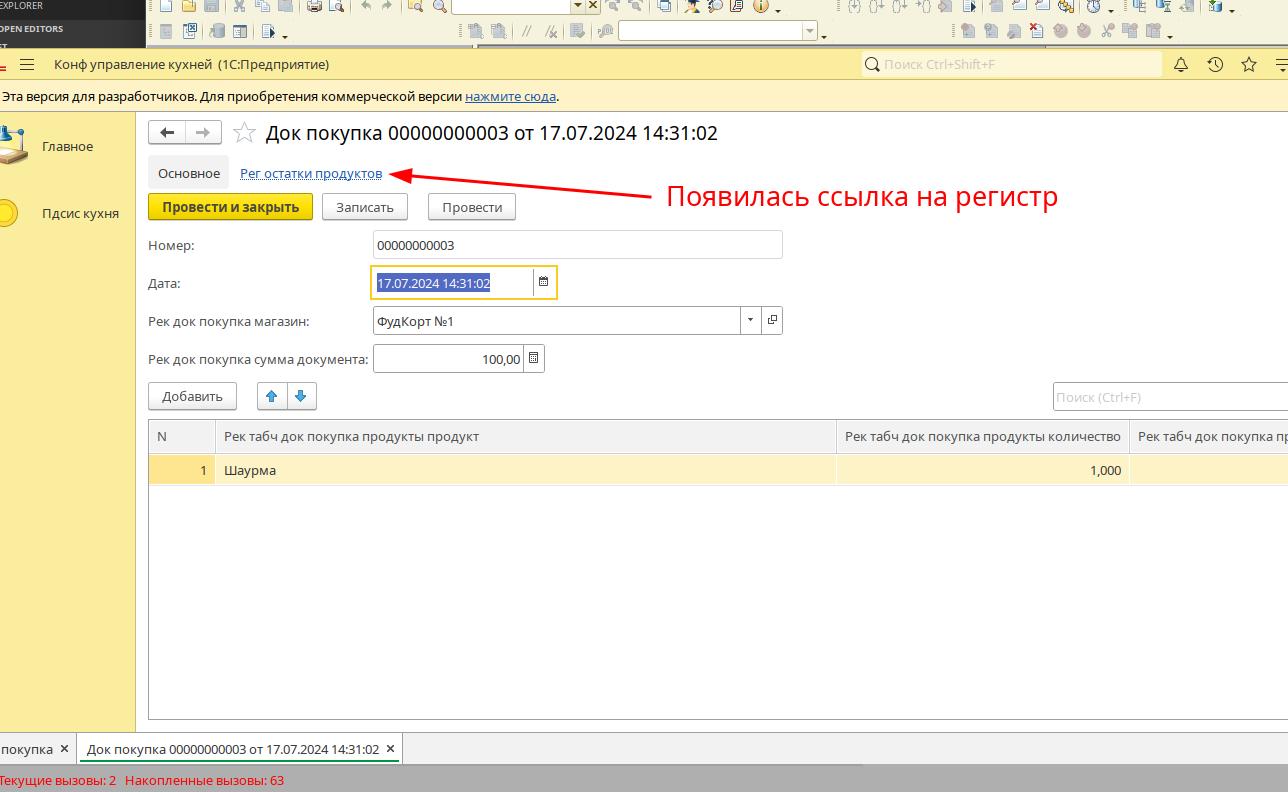 EXPLORER
OPEN EDITORS
Конф управление кухней (1С:Предприятие)
Поиск Ctrl+Shift+F
Эта версия для разработчиков. Для приобретения коммерческой версии нажмите сюда.
Главное
Пдсис кухня
Док покупка 00000000003 от 17.07.2024 14:31:02
Основное
Рег остатки продуктов
Появилась ссылка на регистр
Провести и закрыть
Записать
Провести
Номер:
00000000003
Дата:
17.07.2024 14:31:02
Рек док покупка магазин:
ФудКорт №1
Рек док покупка сумма документа:
100,00
Добавить
Поиск (Ctrl+F)
N
Рек табч док покупка продукты продукт
Рек табч док покупка продукты количество
Рек табч док покупка
1
Шаурма
1,000
покупка
Док покупка 00000000003 от 17.07.2024 14:31:02
Текущие вызовы: 2 Накопленные вызовы: 63